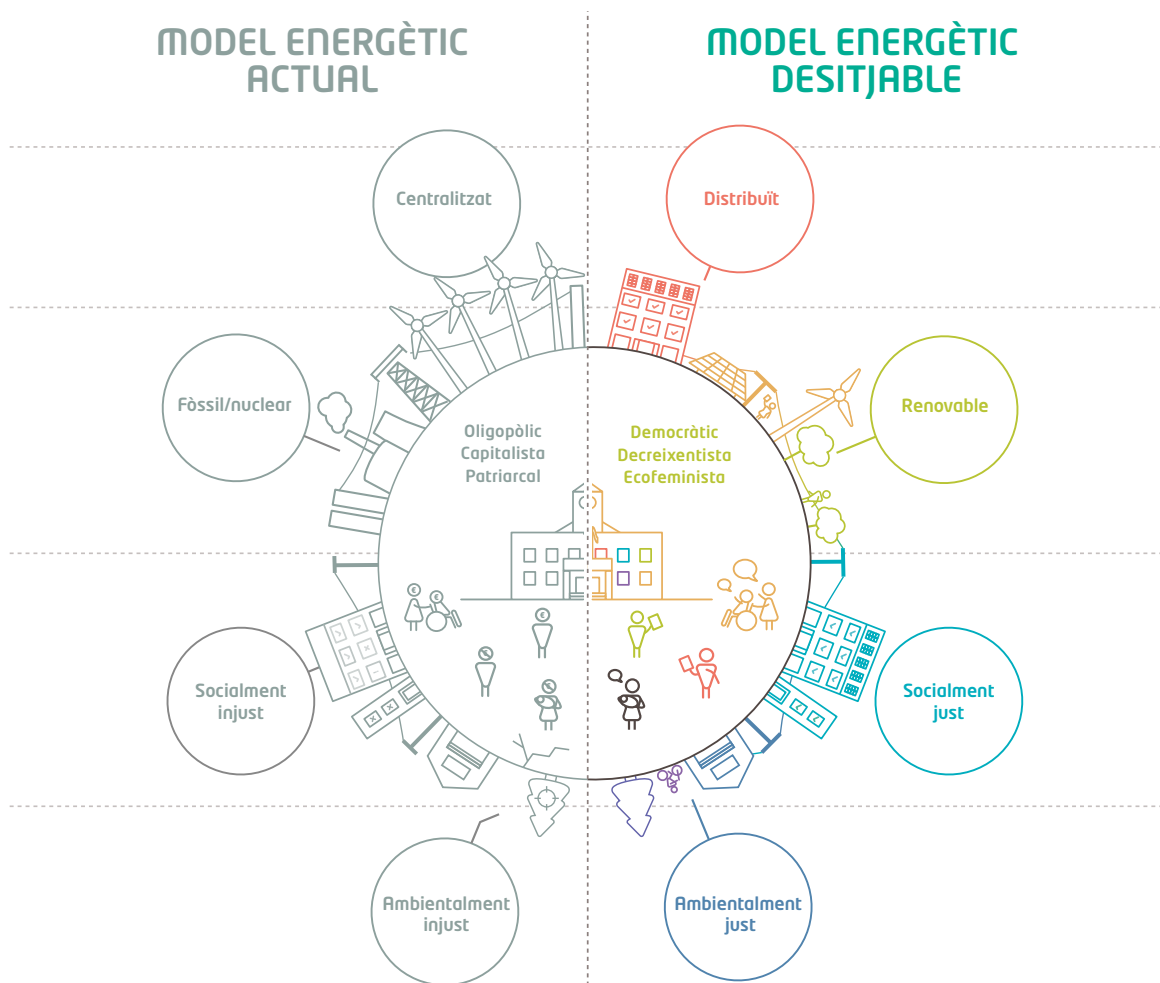 MODEL ENERGÈTIC
ACTUAL
MODEL ENERGÈTIC
DESITJABLE
Centralitzat
Distribuït
Fòssil/nuclear
Renovable
Oligopòlic
Capitalista
Patriarcal
Democràtic
Decreixentista
Ecofeminista
€
€
€
Socialment
injust
Socialment
just
Ambientalment
injust
Ambientalment
just